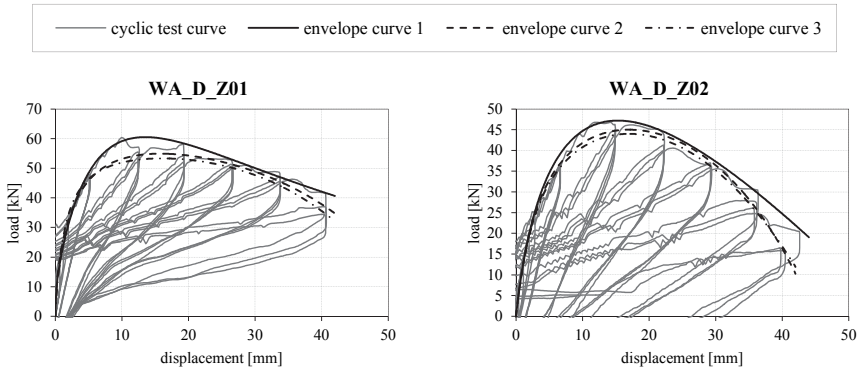 cyclic test curve envelope curve 1 envelope curve 2 envelope curve 3
WA_D_Z01
70
60
50
40
30
20
10
0
load [kN]
0 10 20 30 40 50
displacement [mm]
WA_D_Z02
50
45
40
35
30
25
20
15
10
5
0
load [kN]
0 10 20 30 40 50
displacement [mm]